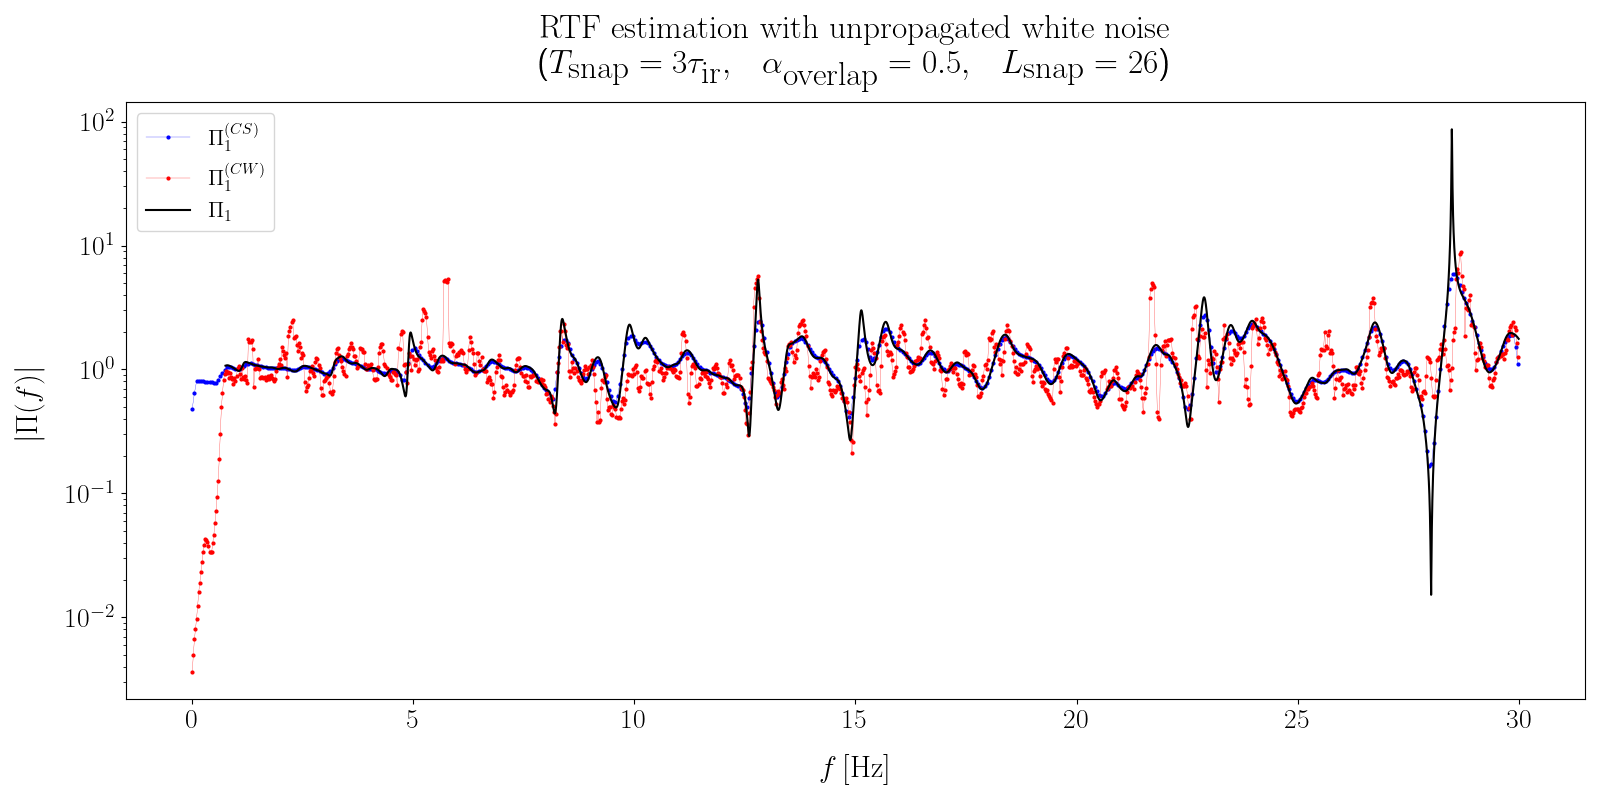 RTF estimation with unpropagated white noise
(T_snap = 3τ_ir, α_overlap = 0.5, L_snap = 26)
Π_1^(CS)
Π_1^(CW)
Π_1
|Π(f)|
10^2
10^1
10^0
10^−1
10^−2
0 5 10 15 20 25 30
f [Hz]